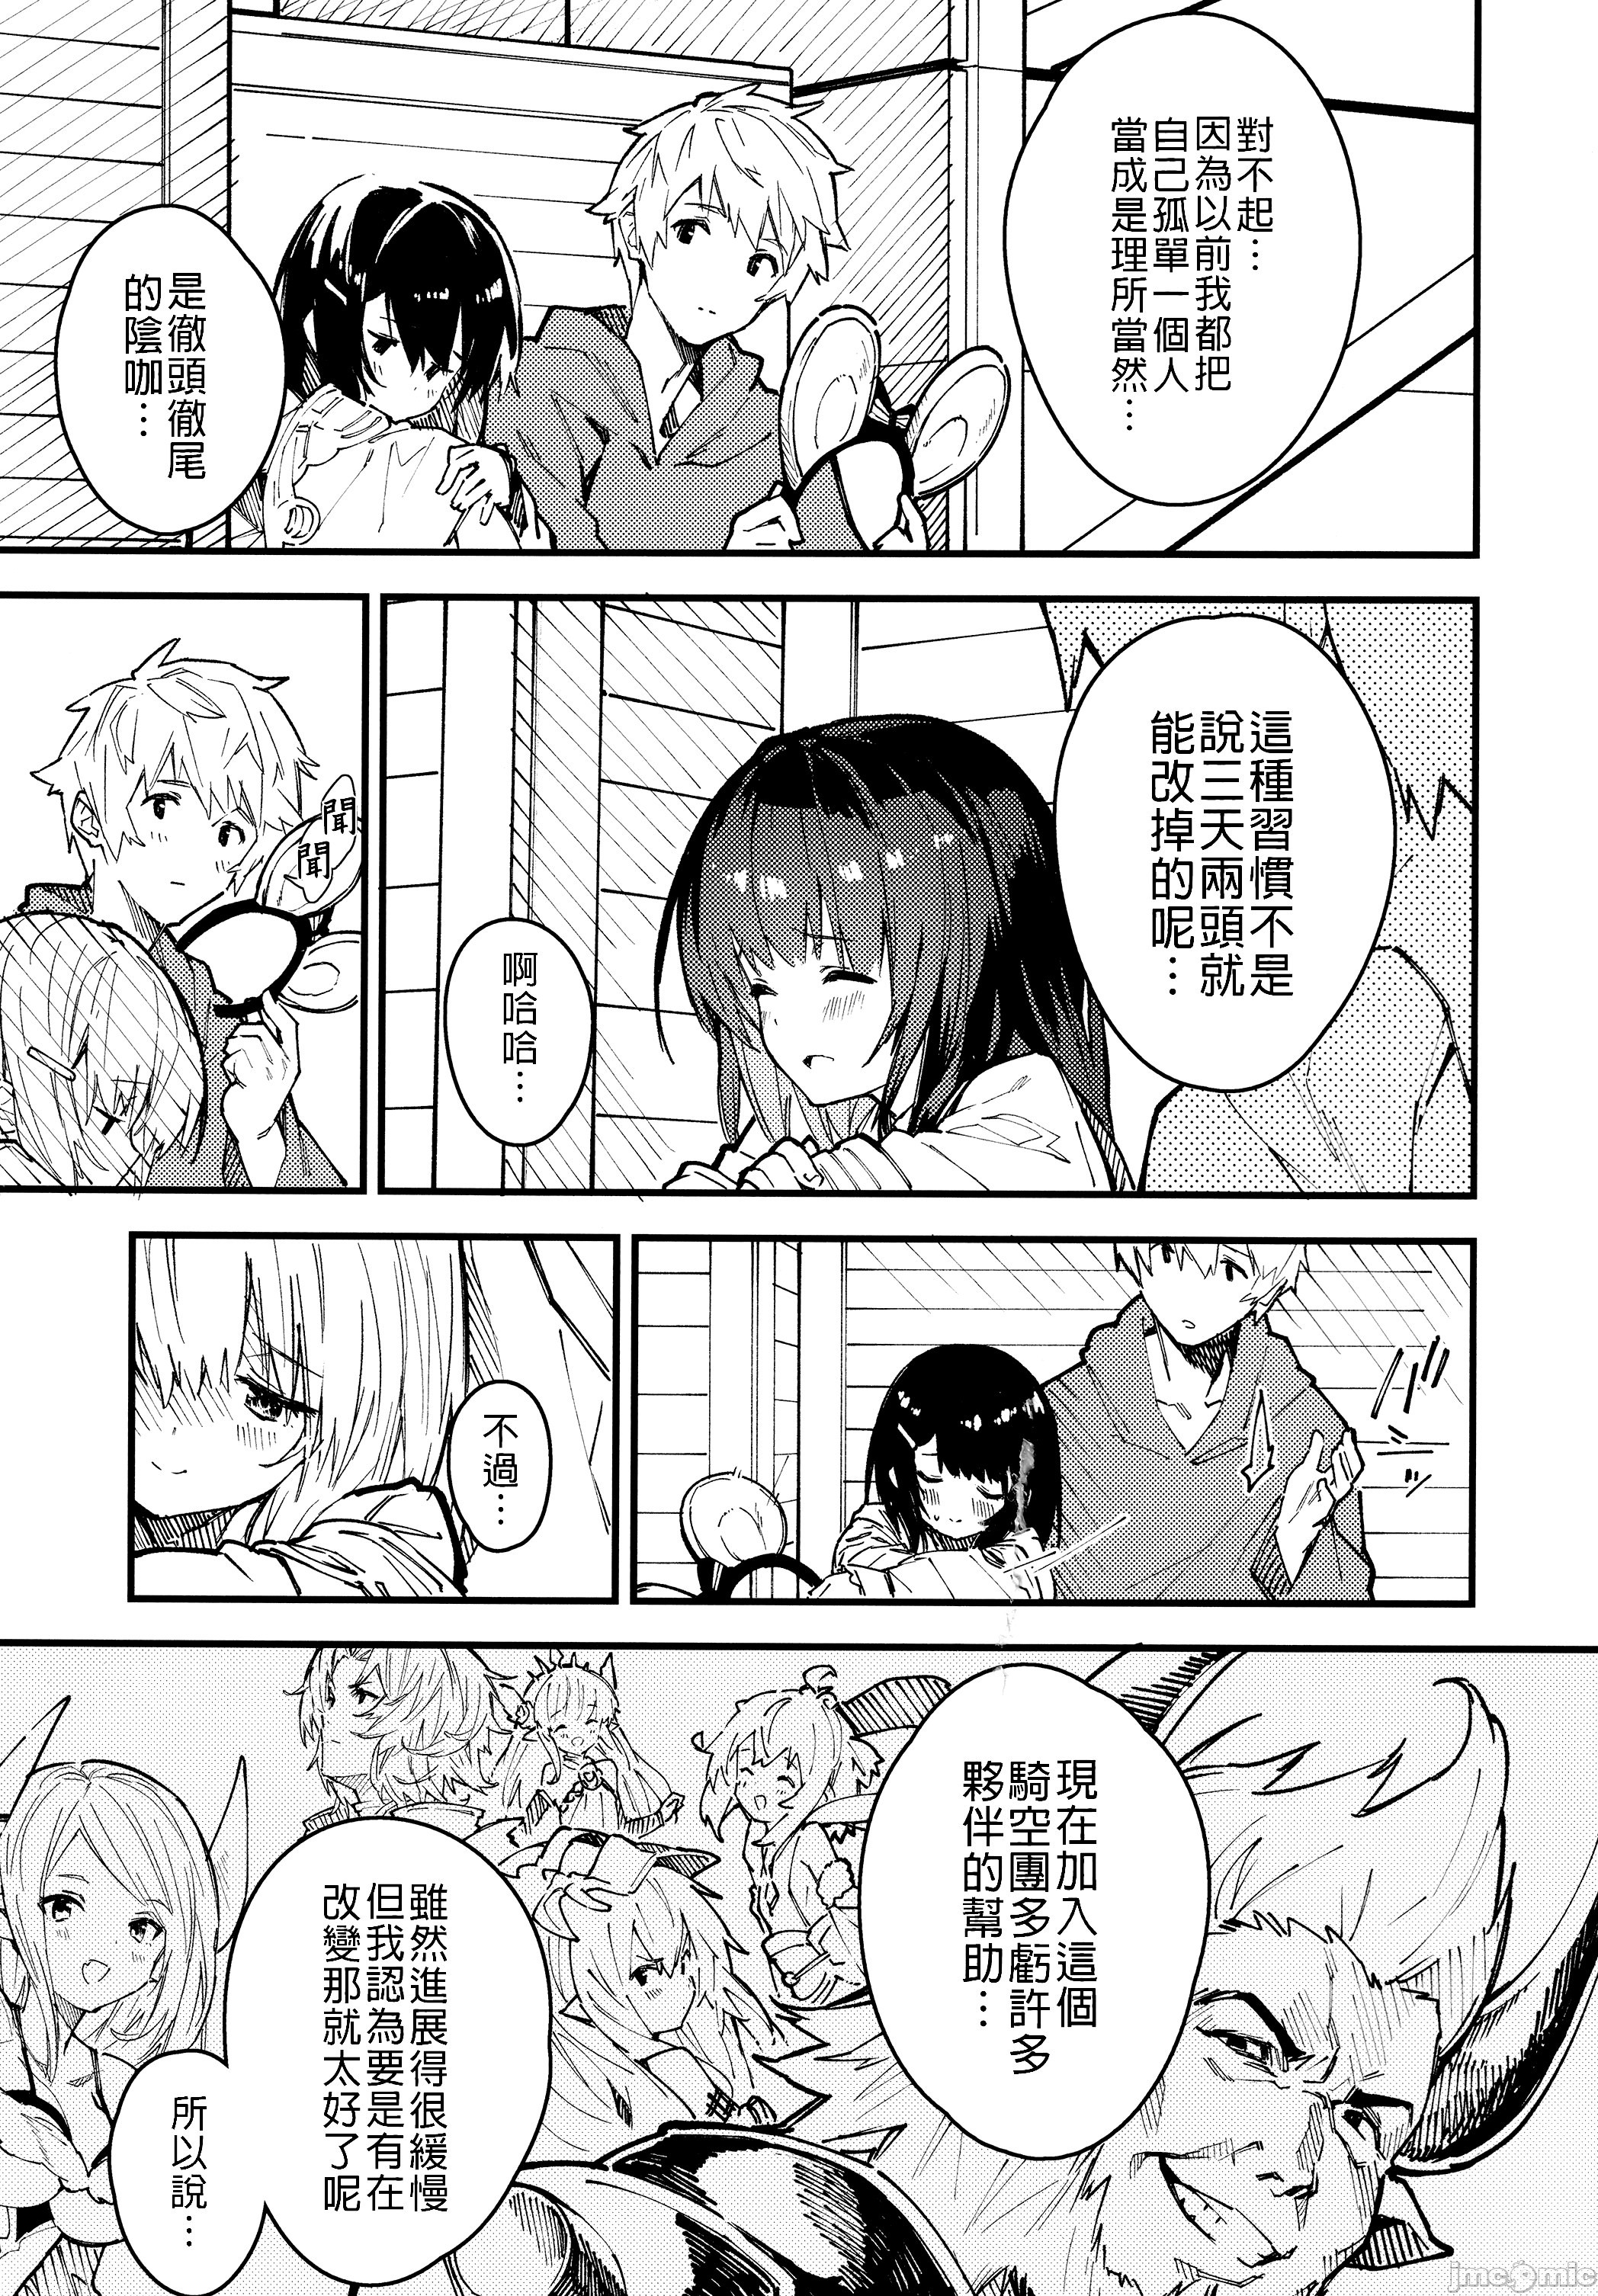 對不起…
因為以前我都把
自己孤單一個人
當成是理所當然…
是徹頭徹尾
的陰咖…
這種習慣不是
說三天兩頭就
能改掉的呢…
啊哈哈…
聞
聞
不過…
現在加入這個
騎空團多虧許多
夥伴的幫助…
雖然進展得很緩慢
但我認為要是有在
改變那就太好了呢
所以說…
jmcomic